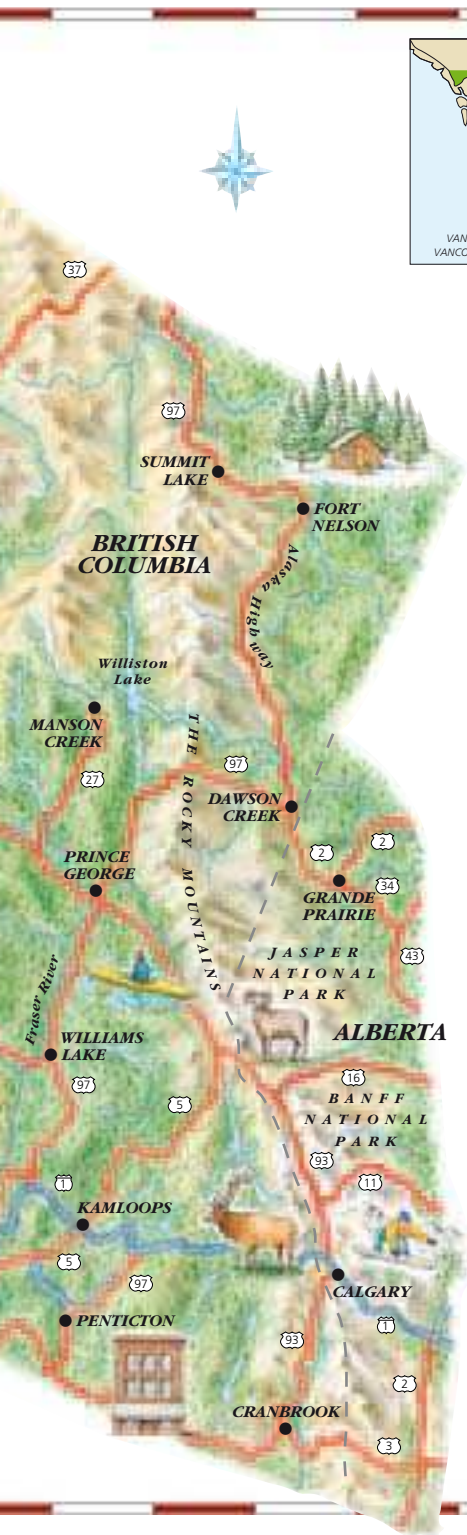 VAN
VANCO
37
97
SUMMIT
LAKE
FORT
NELSON
BRITISH
COLUMBIA
Alaska Highway
Williston
Lake
MANSON
CREEK
27
THE ROCKY MOUNTAINS
97
DAWSON
CREEK
2
2
PRINCE
GEORGE
34
GRANDE
PRAIRIE
43
JASPER
NATIONAL
PARK
Fraser River
WILLIAMS
LAKE
ALBERTA
97
16
5
BANFF
NATIONAL
PARK
93
11
1
KAMLOOPS
5
97
CALGARY
PENTICTON
1
93
2
CRANBROOK
3